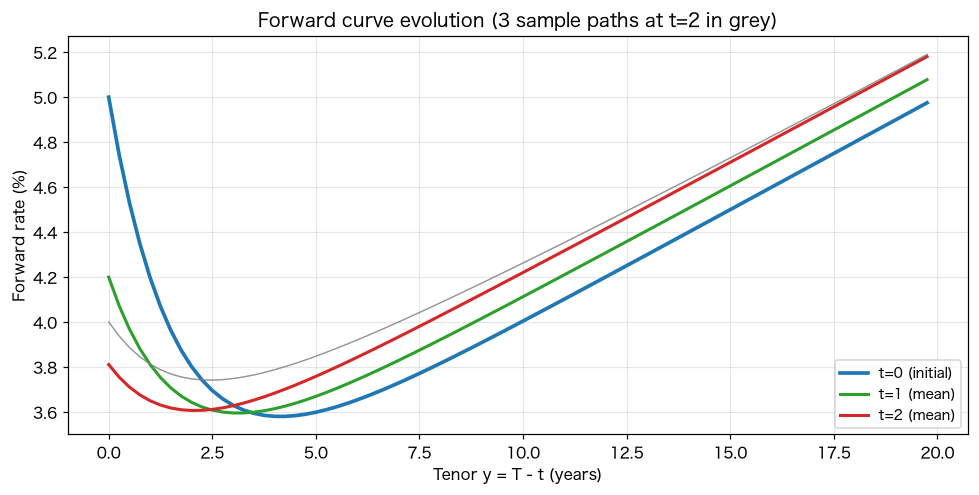 Forward curve evolution (3 sample paths at t=2 in grey)
Forward rate (%)
5.2
5.0
4.8
4.6
4.4
4.2
4.0
3.8
3.6
t=0 (initial)
t=1 (mean)
t=2 (mean)
0.0 2.5 5.0 7.5 10.0 12.5 15.0 17.5 20.0
Tenor y = T - t (years)